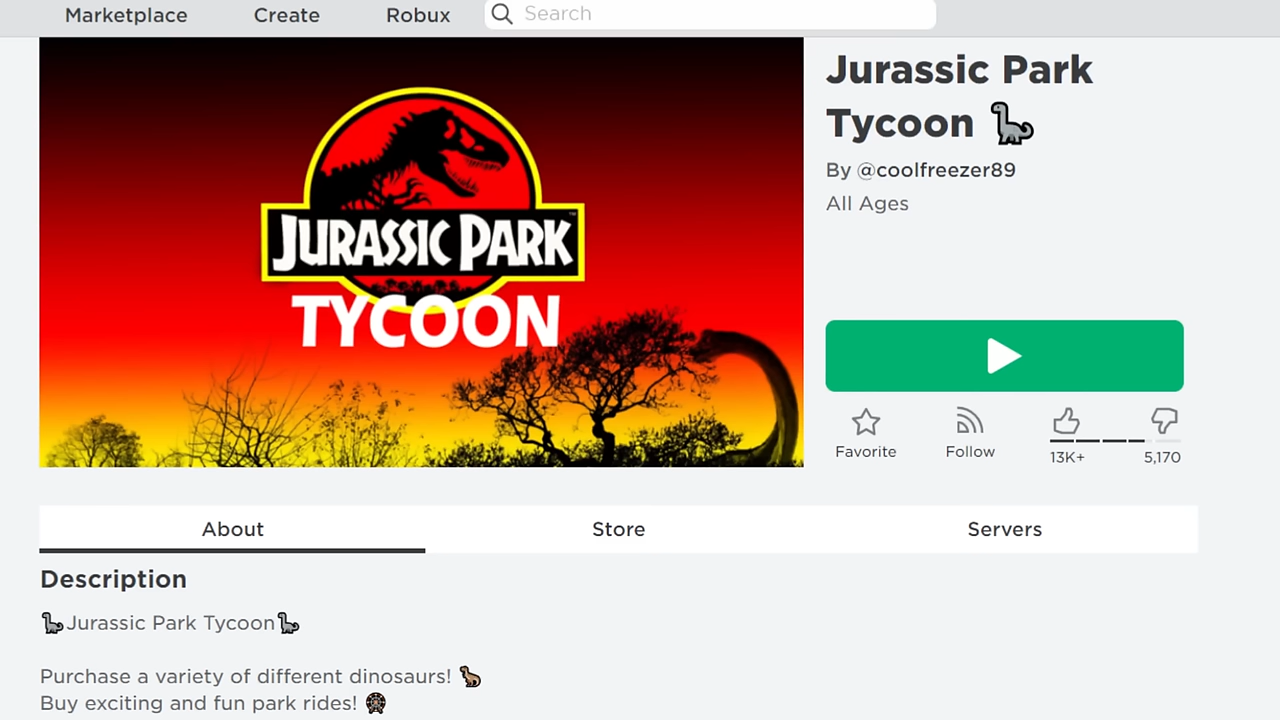 Marketplace Create Robux Search
JURASSIC PARK ™
TYCOON
Jurassic Park
Tycoon
By @coolfreezer89
All Ages
Favorite Follow 13K+ 5,170
About Store Servers
Description
Jurassic Park Tycoon
Purchase a variety of different dinosaurs!
Buy exciting and fun park rides!